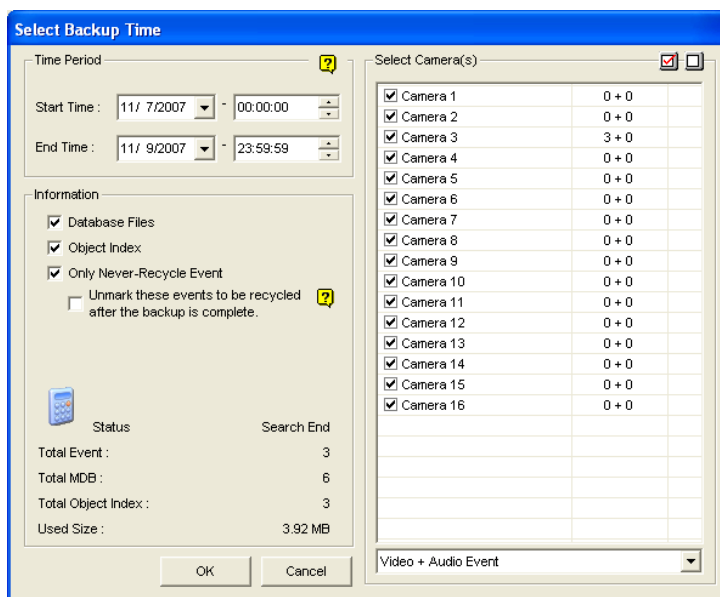 Select Backup Time
Time Period
?
Start Time : 11/ 7/2007 - 00:00:00
End Time : 11/ 9/2007 - 23:59:59
Information
Database Files
Object Index
Only Never-Recycle Event
Unmark these events to be recycled
after the backup is complete.
?
Status Search End
Total Event : 3
Total MDB : 6
Total Object Index : 3
Used Size : 3.92 MB
OK Cancel
Select Camera(s)
Camera 1 0 + 0
Camera 2 0 + 0
Camera 3 3 + 0
Camera 4 0 + 0
Camera 5 0 + 0
Camera 6 0 + 0
Camera 7 0 + 0
Camera 8 0 + 0
Camera 9 0 + 0
Camera 10 0 + 0
Camera 11 0 + 0
Camera 12 0 + 0
Camera 13 0 + 0
Camera 14 0 + 0
Camera 15 0 + 0
Camera 16 0 + 0
Video + Audio Event